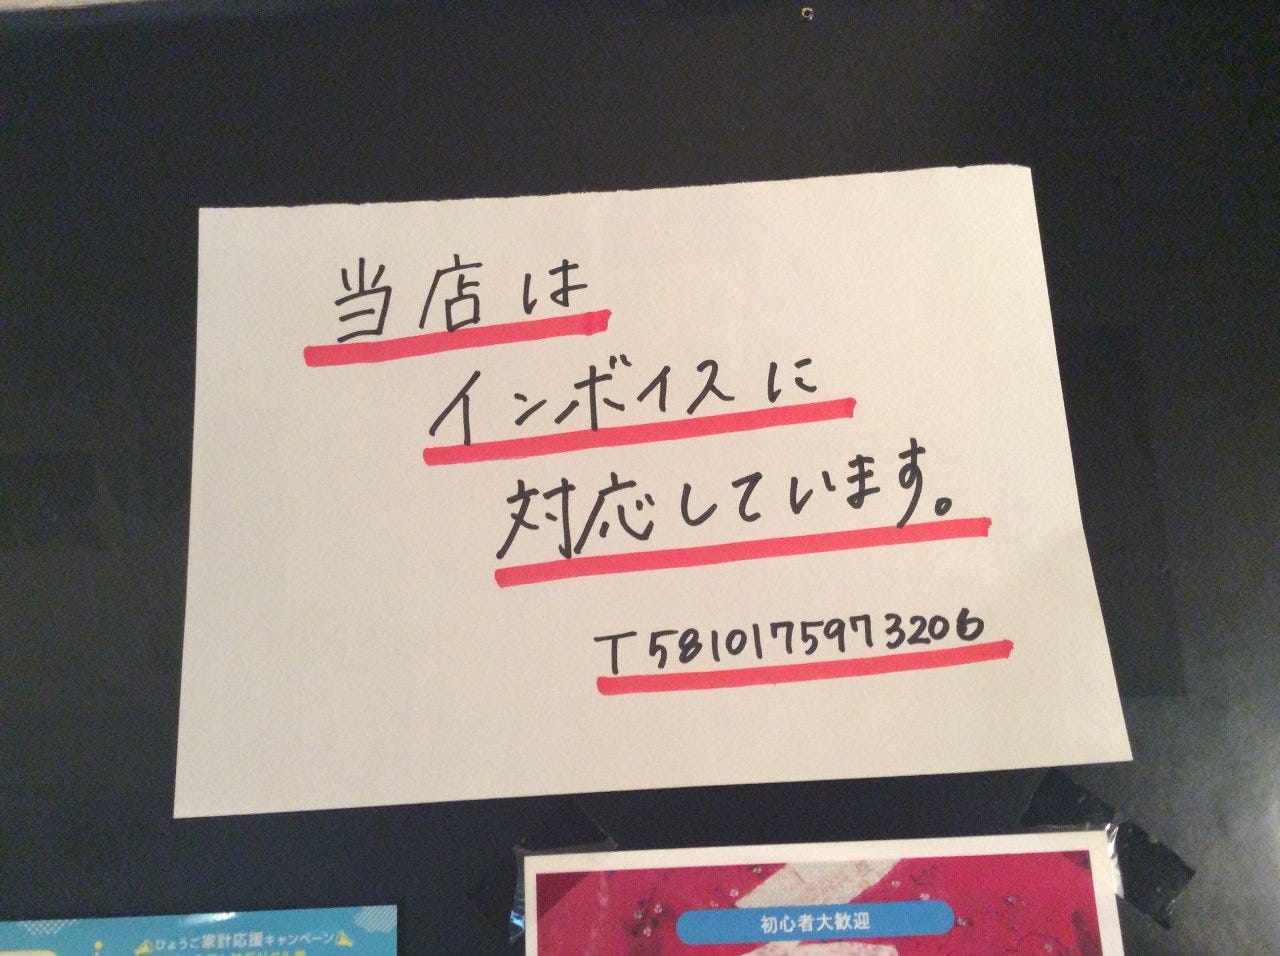 当店は
インボイスに
対応しています。
T5810175973206
初心者大歓迎
ひょうご家計応援キャンペーン